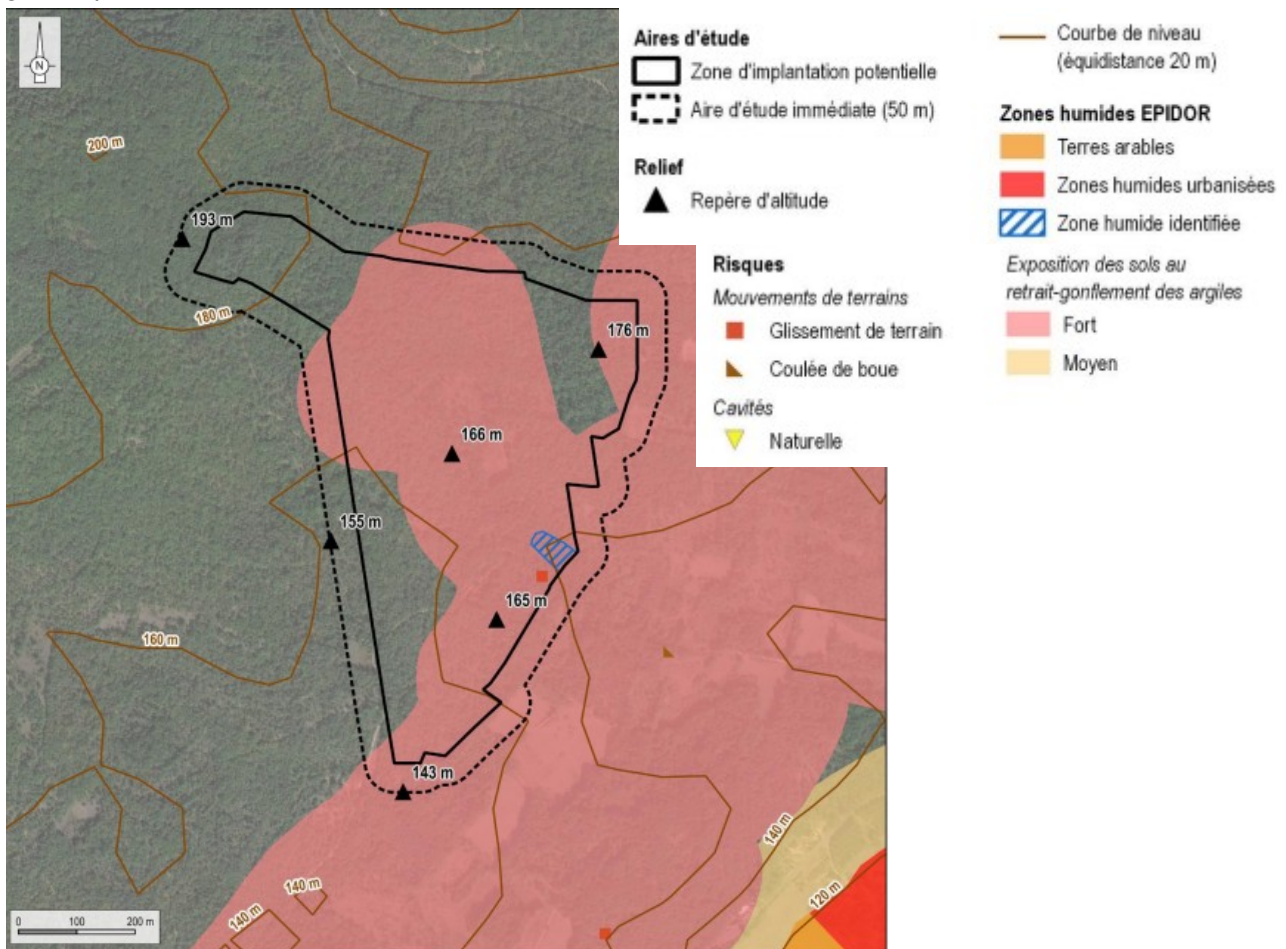 N
200 m
193 m
180 m
176 m
166 m
155 m
165 m
160 m
143 m
140 m
140 m
140 m
120 m
0 100 200 m
Aires d'étude
Zone d'implantation potentielle
Aire d'étude immédiate (50 m)
Relief
Repère d'altitude
Risques
Mouvements de terrains
Glissement de terrain
Coulée de boue
Cavités
Naturelle
Courbe de niveau
(équidistance 20 m)
Zones humides EPIDOR
Terres arables
Zones humides urbanisées
Zone humide identifiée
Exposition des sols au
retrait-gonflement des argiles
Fort
Moyen